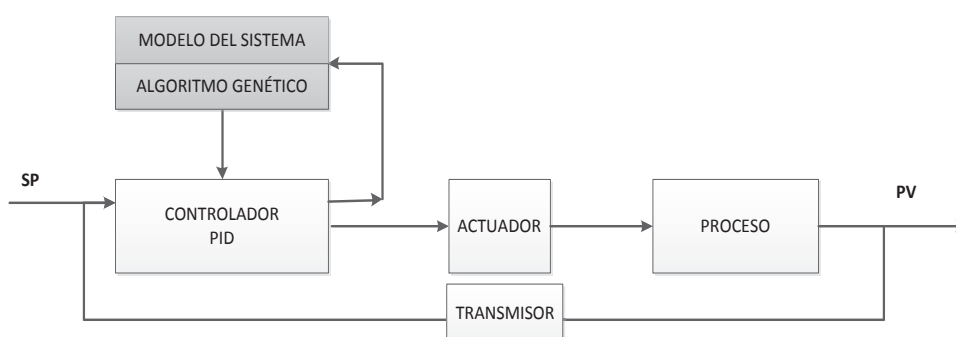 MODELO DEL SISTEMA
ALGORITMO GENÉTICO
SP
CONTROLADOR
PID
ACTUADOR
PROCESO
PV
TRANSMISOR